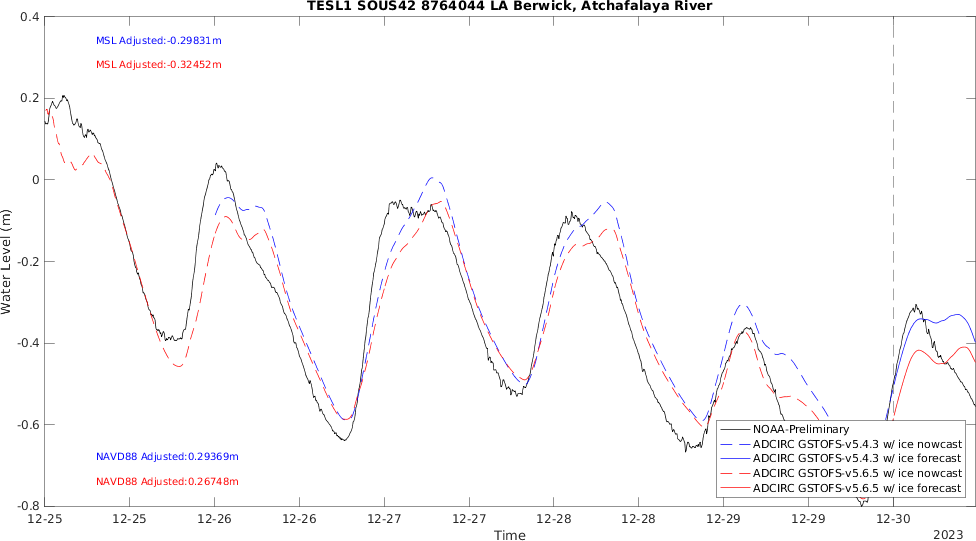 TESL1 SOUS42 8764044 LA Berwick, Atchafalaya River
0.4
MSL Adjusted:-0.29831m
MSL Adjusted:-0.32452m
0.2
0
-0.2
Water Level (m)
-0.4
-0.6
NOAA-Preliminary
ADCIRC GSTOFS-v5.4.3 w/ ice nowcast
ADCIRC GSTOFS-v5.4.3 w/ ice forecast
ADCIRC GSTOFS-v5.6.5 w/ ice nowcast
ADCIRC GSTOFS-v5.6.5 w/ ice forecast
NAVD88 Adjusted:0.29369m
NAVD88 Adjusted:0.26748m
-0.8
12-25 12-25 12-26 12-26 12-27 12-27 12-28 12-28 12-29 12-29 12-30
Time
2023